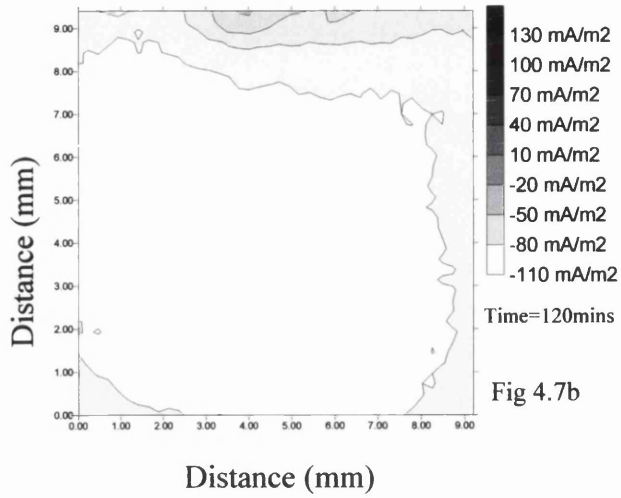 9.00
8.00
7.00
6.00
5.00
4.00
3.00
2.00
1.00
0.00
0.00 1.00 2.00 3.00 4.00 5.00 6.00 7.00 8.00 9.00
Distance (mm)
Distance (mm)
130 mA/m2
100 mA/m2
70 mA/m2
40 mA/m2
10 mA/m2
-20 mA/m2
-50 mA/m2
-80 mA/m2
-110 mA/m2
Time=120mins
Fig 4.7b